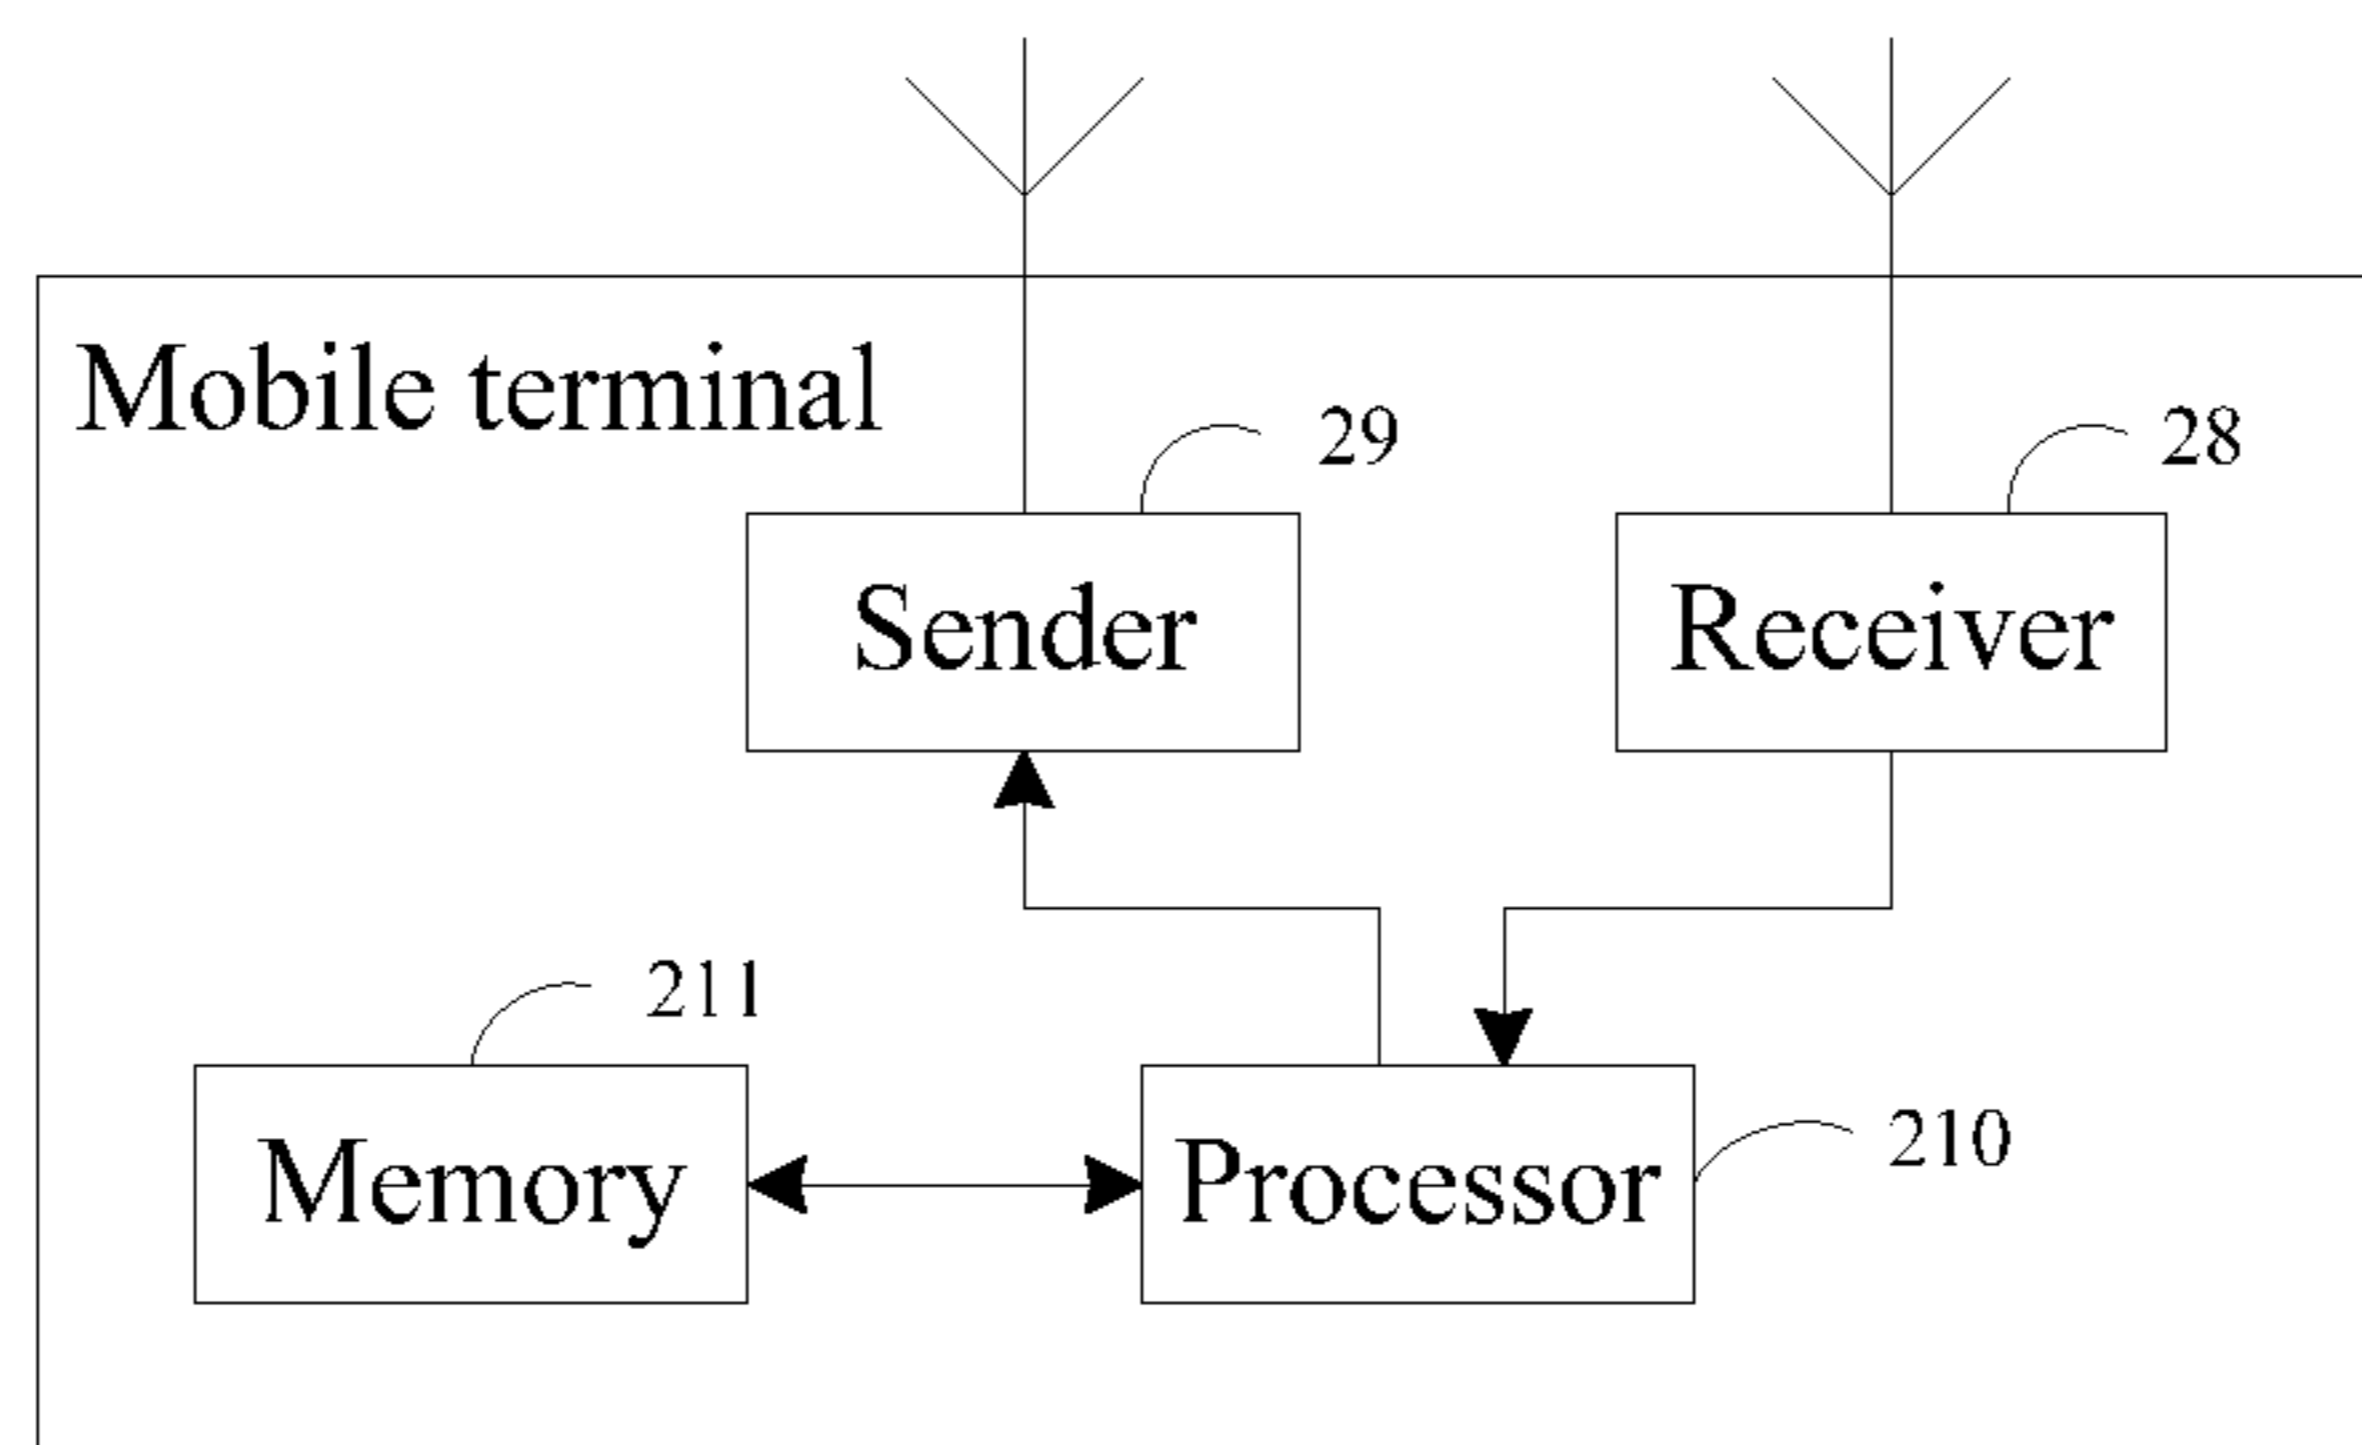 Mobile terminal
29
28
Sender
Receiver
211
210
Memory
Processor